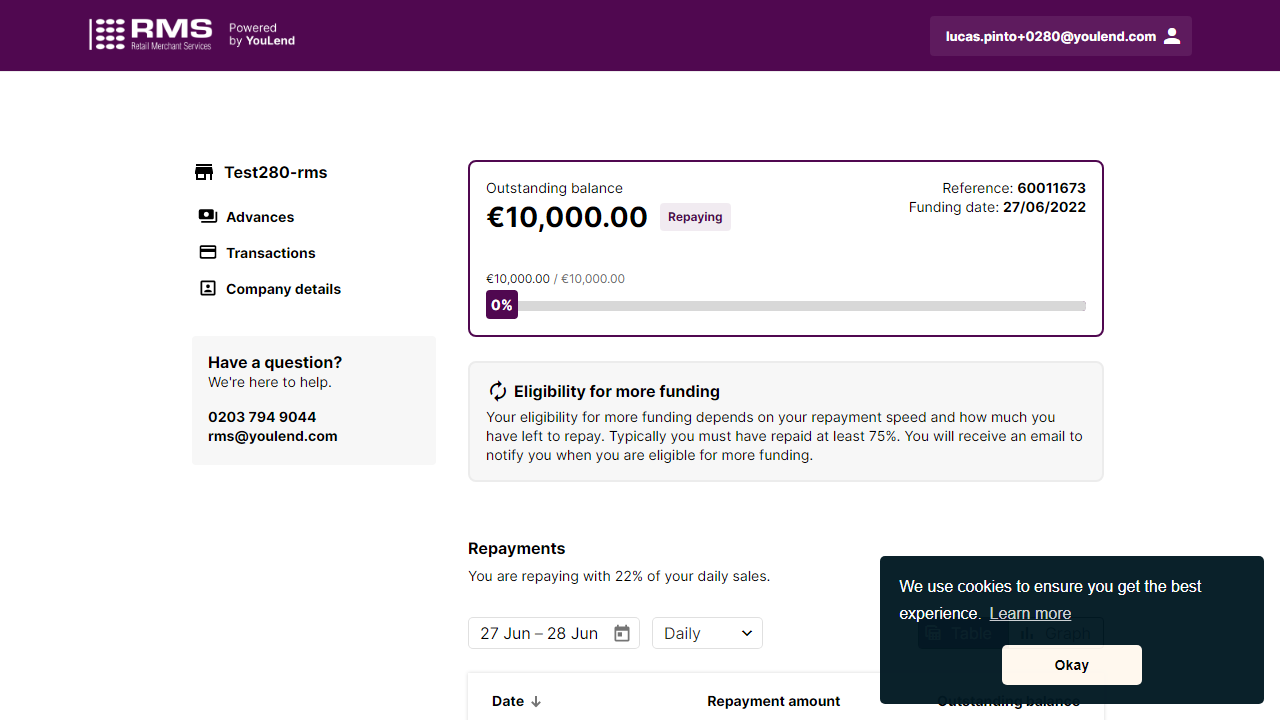 RMS
Retail Merchant Services
Powered
by YouLend
lucas.pinto+0280@youlend.com
Test280-rms
Advances
Transactions
Company details
Have a question?
We're here to help.
0203 794 9044
rms@youlend.com
Outstanding balance
€10,000.00 Repaying
Reference: 60011673
Funding date: 27/06/2022
€10,000.00 / €10,000.00
0%
Eligibility for more funding
Your eligibility for more funding depends on your repayment speed and how much you
have left to repay. Typically you must have repaid at least 75%. You will receive an email to
notify you when you are eligible for more funding.
Repayments
You are repaying with 22% of your daily sales.
27 Jun – 28 Jun Daily
Table Graph
Date Repayment amount Outstanding balance
We use cookies to ensure you get the best
experience. Learn more
Okay